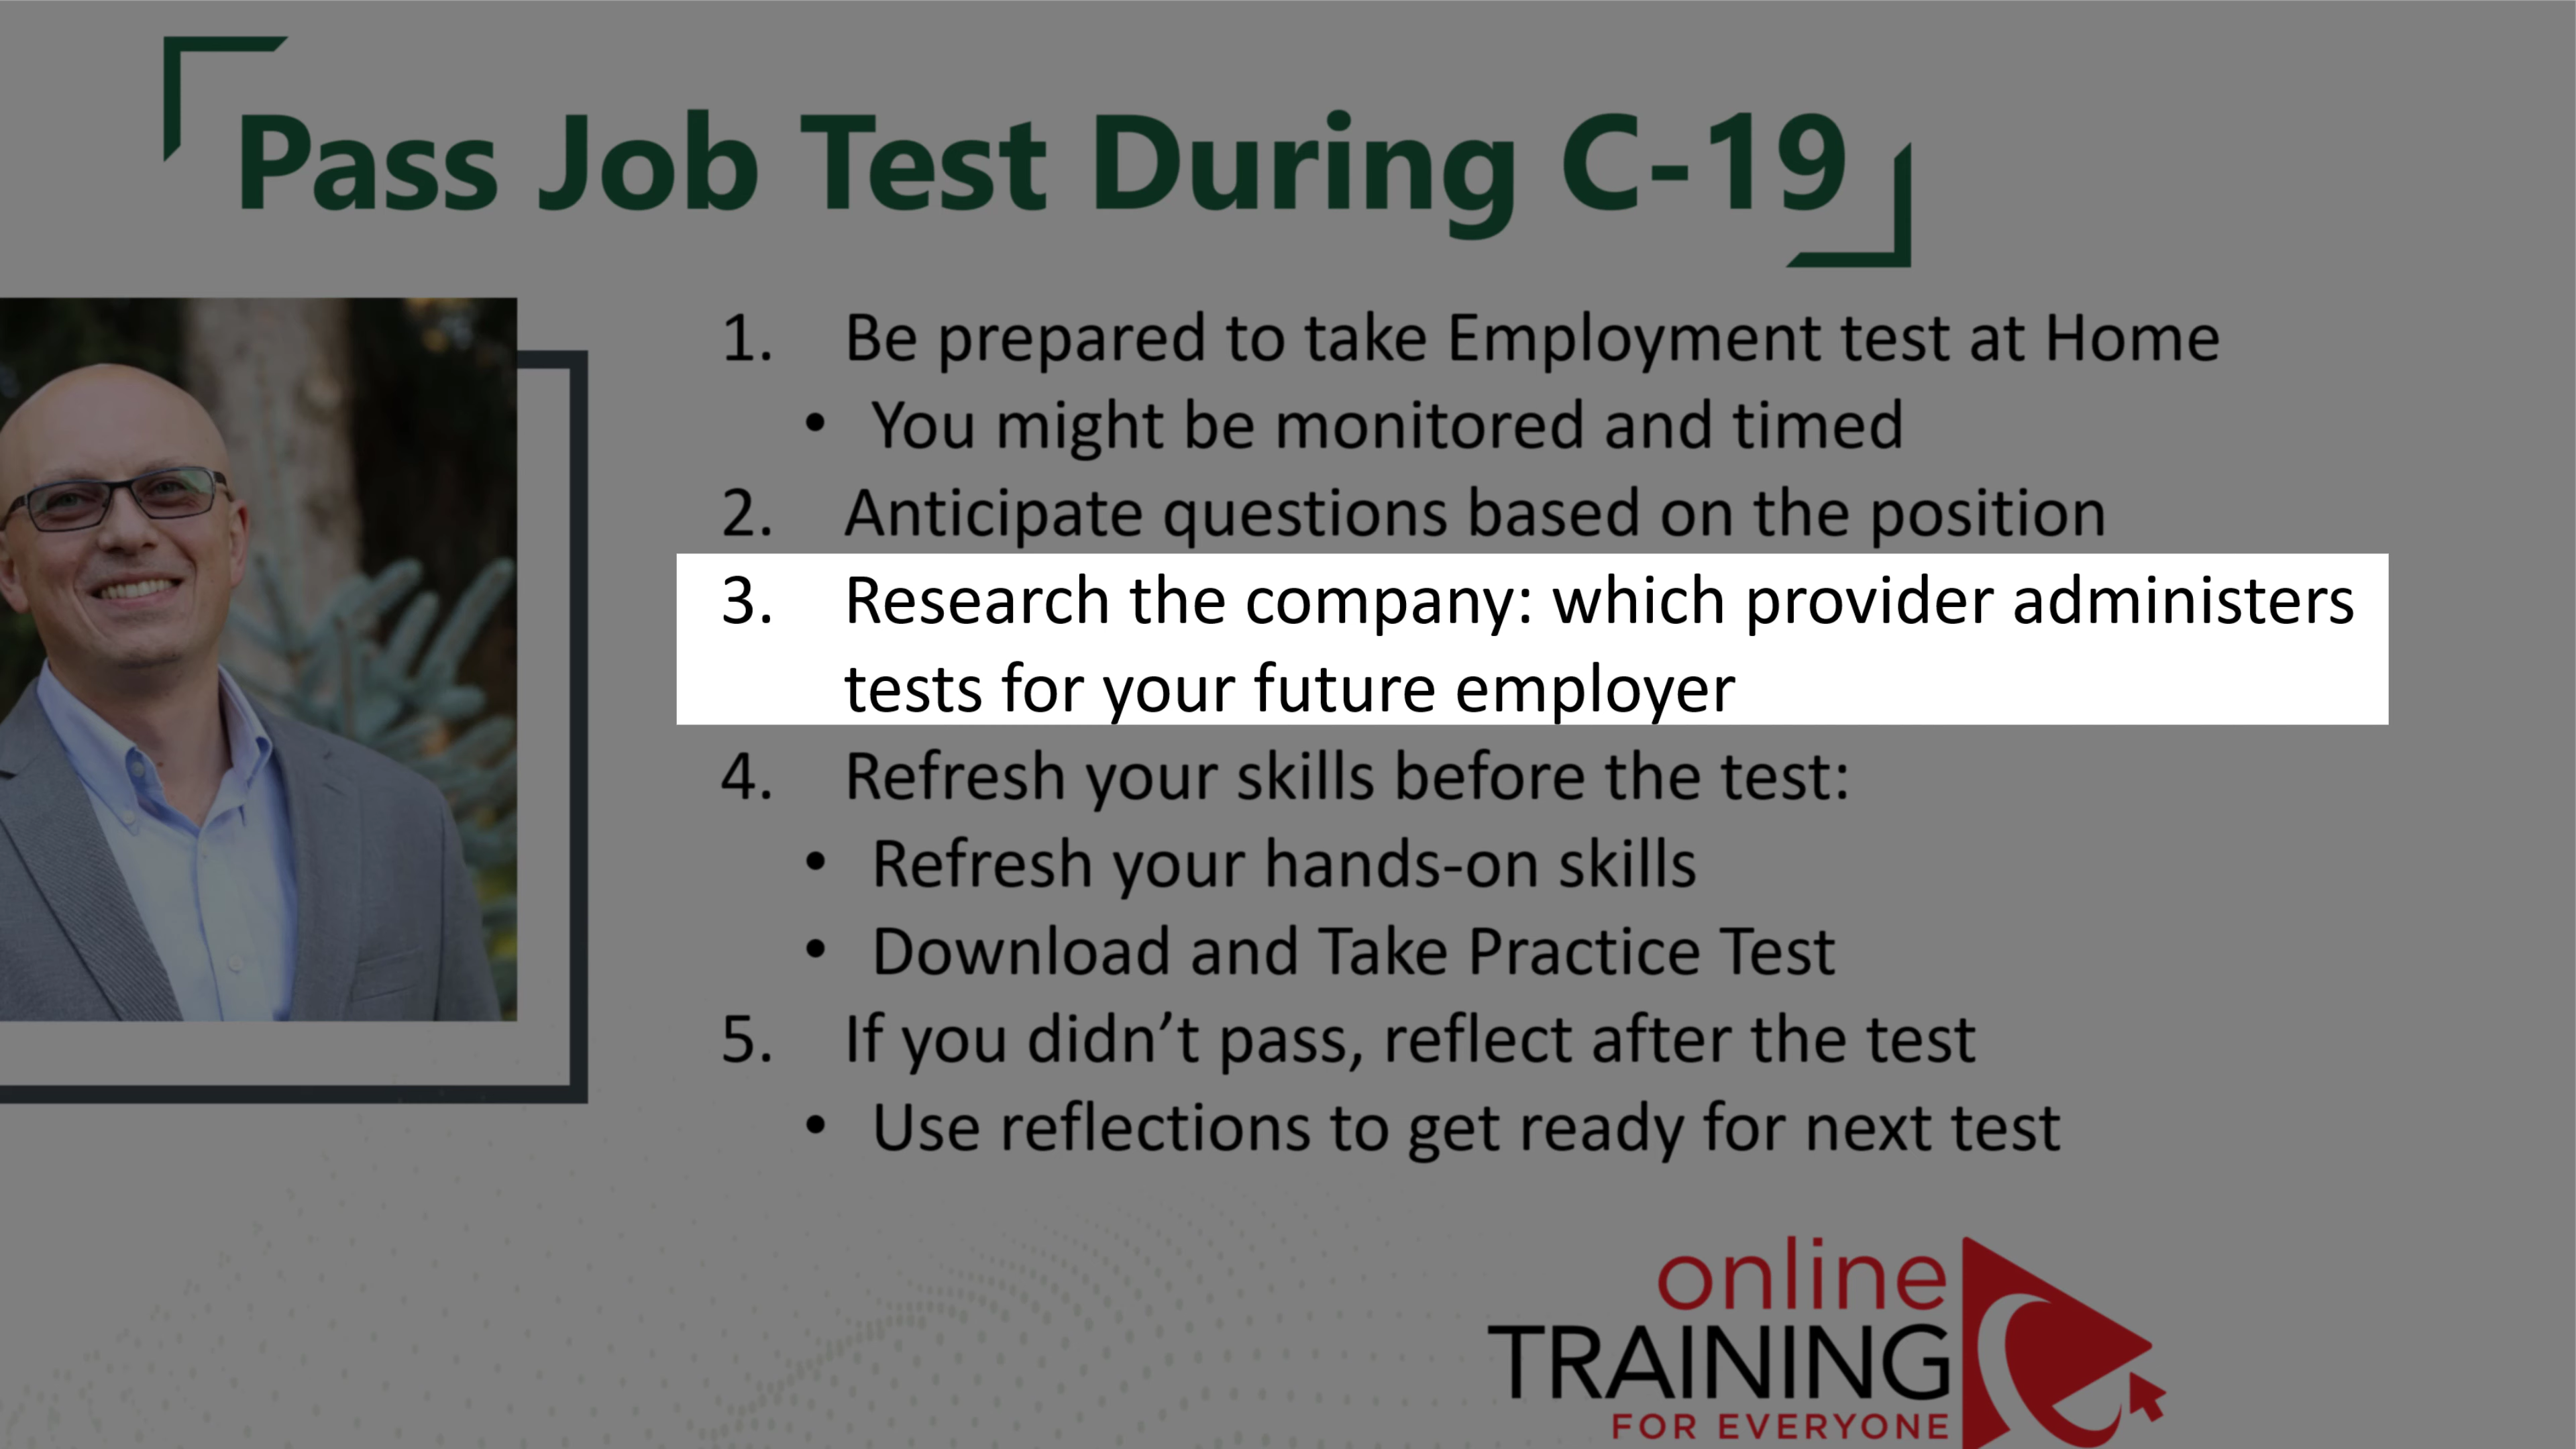 Pass Job Test During C-19
1. Be prepared to take Employment test at Home
• You might be monitored and timed
2. Anticipate questions based on the position
3. Research the company: which provider administers
tests for your future employer
4. Refresh your skills before the test:
• Refresh your hands-on skills
• Download and Take Practice Test
5. If you didn’t pass, reflect after the test
• Use reflections to get ready for next test
online
TRAINING
FOR EVERYONE